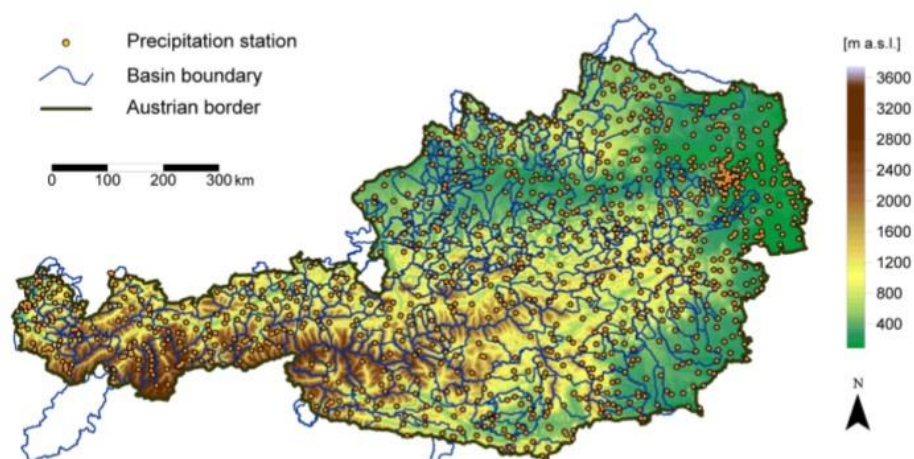 Precipitation station
Basin boundary
Austrian border
0 100 200 300 km
[m a.s.l.]
3600
3200
2800
2400
2000
1600
1200
800
400
N